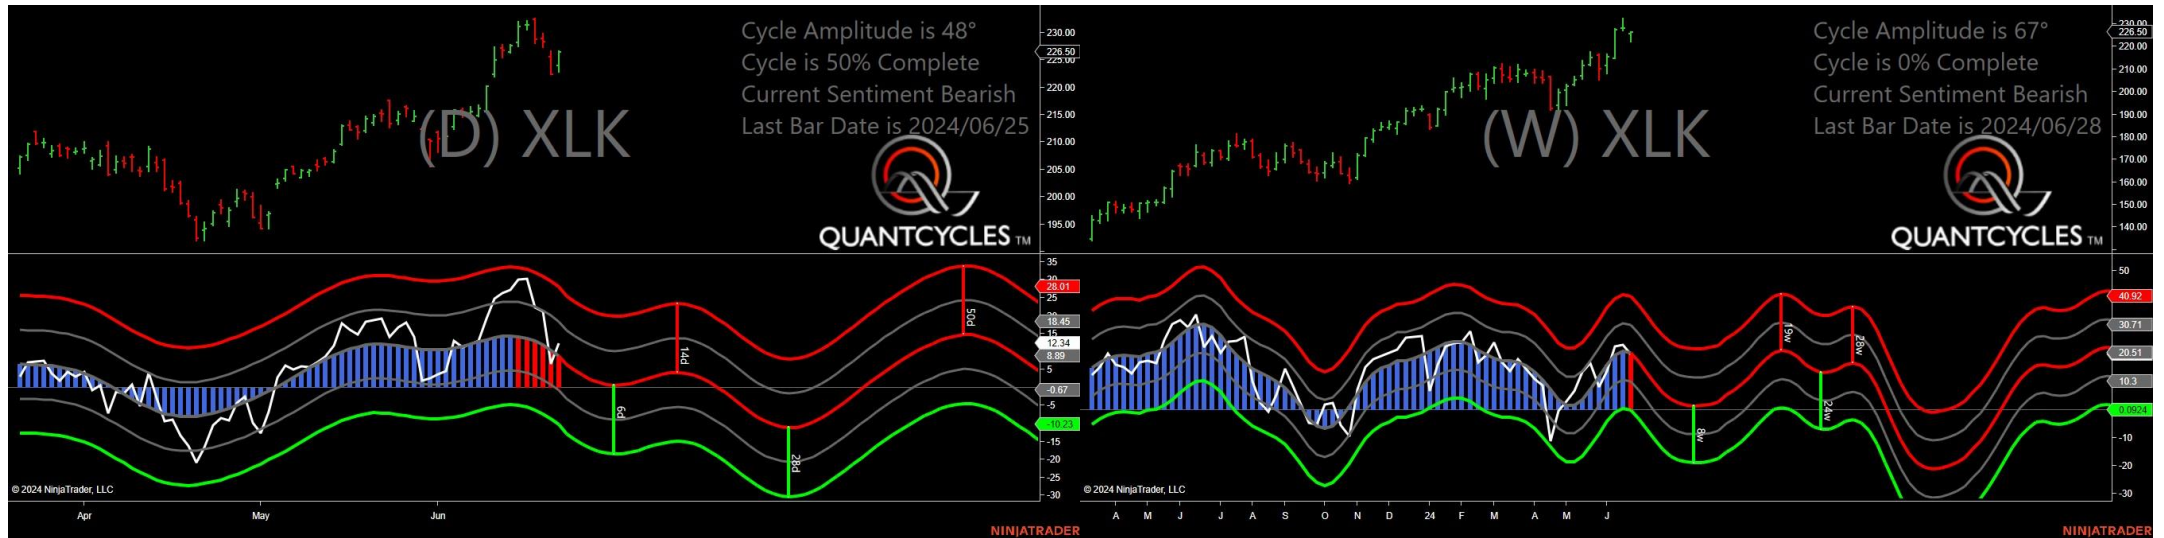 Cycle Amplitude is 48°
Cycle is 50% Complete
Current Sentiment Bearish
Last Bar Date is 2024/06/25
(D) XLK
QUANTCYCLES TM
230.00
226.50
225.00
220.00
215.00
210.00
205.00
200.00
195.00
35
30
28.01
25
18.45
15
12.34
8.89
5
-0.67
-5
-10.23
-15
-20
-25
-30
6d
14d
28d
50d
© 2024 NinjaTrader, LLC
Apr
May
Jun
NINJATRADER
Cycle Amplitude is 67°
Cycle is 0% Complete
Current Sentiment Bearish
Last Bar Date is 2024/06/28
(W) XLK
QUANTCYCLES TM
230.00
226.50
220.00
210.00
200.00
190.00
180.00
170.00
160.00
150.00
140.00
50
40.92
30.71
20.51
10.3
0.0924
-10
-20
-30
8w
19w
24w
28w
© 2024 NinjaTrader, LLC
A M J J A S O N D 24 F M A M J
NINJATRADER